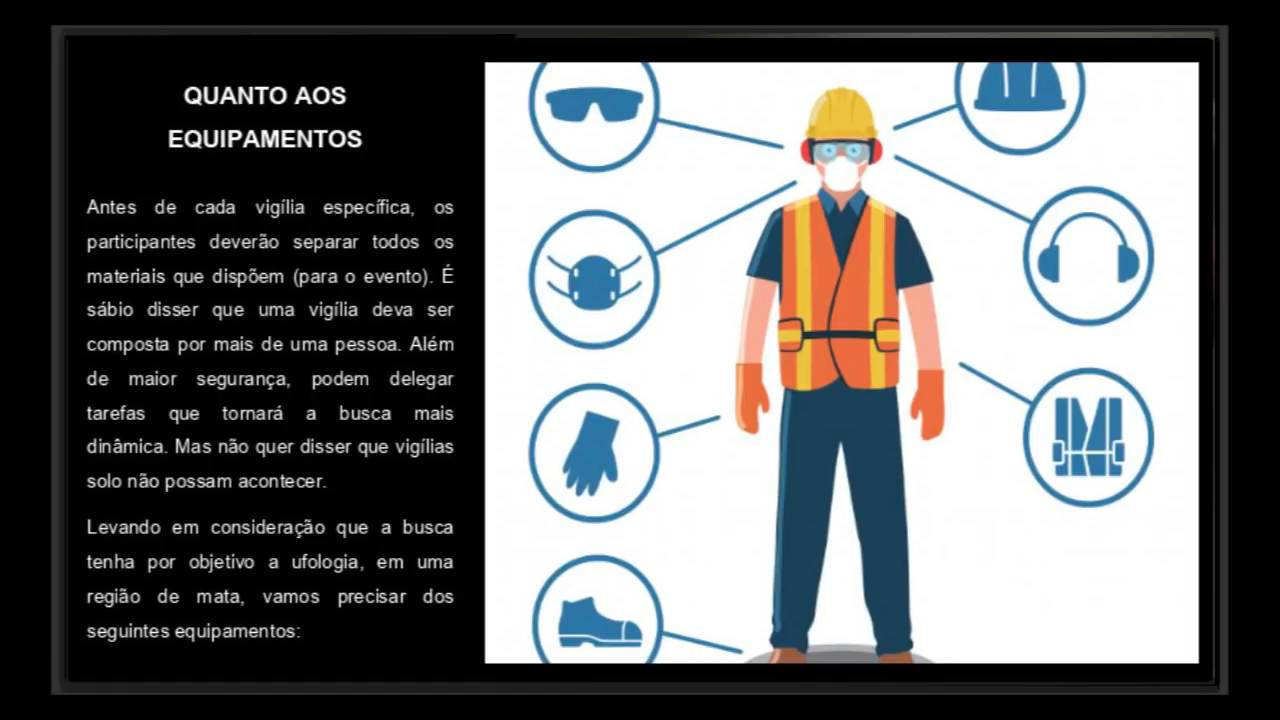 QUANTO AOS
EQUIPAMENTOS
Antes de cada vigília específica, os
participantes deverão separar todos os
materiais que dispõem (para o evento). É
sábio disser que uma vigília deva ser
composta por mais de uma pessoa. Além
de maior segurança, podem delegar
tarefas que tornará a busca mais
dinâmica. Mas não quer disser que vigílias
solo não possam acontecer.
Levando em consideração que a busca
tenha por objetivo a ufologia, em uma
região de mata, vamos precisar dos
seguintes equipamentos: